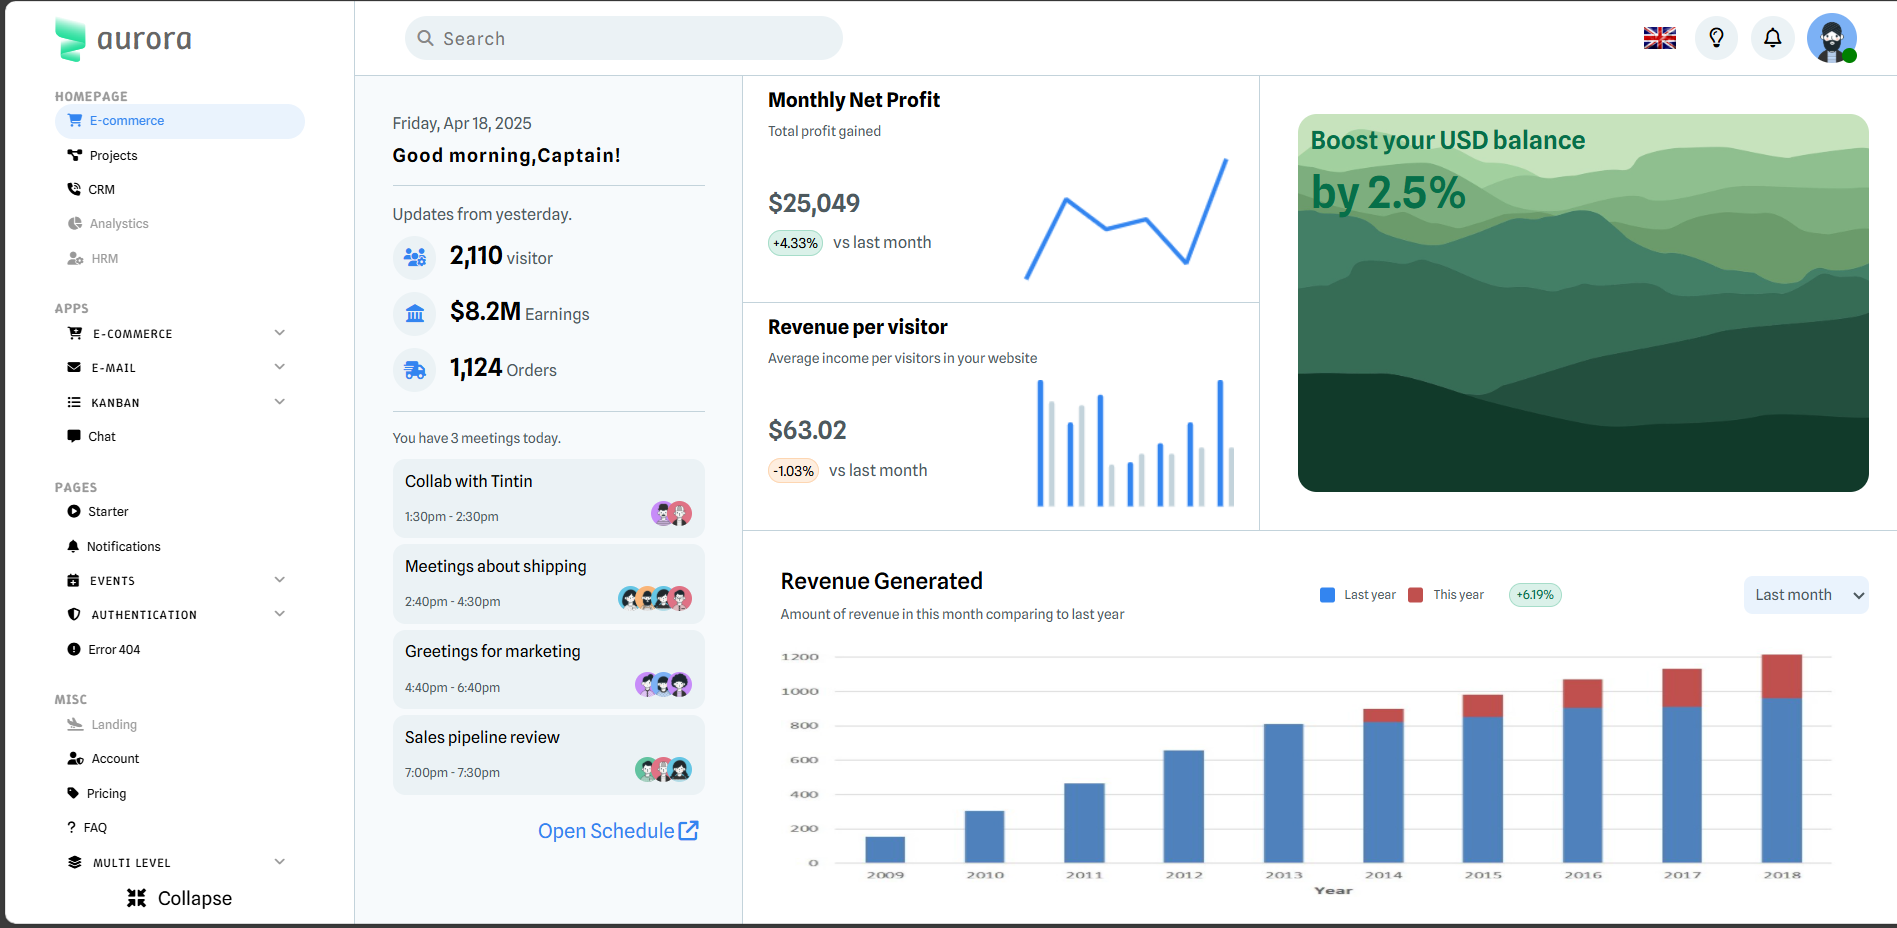 aurora
Search
HOMEPAGE
E-commerce
Projects
CRM
Analystics
HRM
APPS
E-COMMERCE
E-MAIL
KANBAN
Chat
PAGES
Starter
Notifications
EVENTS
AUTHENTICATION
Error 404
MISC
Landing
Account
Pricing
? FAQ
MULTI LEVEL
Collapse
Friday, Apr 18, 2025
Good morning,Captain!
Updates from yesterday.
2,110 visitor
$8.2M Earnings
1,124 Orders
You have 3 meetings today.
Collab with Tintin
1:30pm - 2:30pm
Meetings about shipping
2:40pm - 4:30pm
Greetings for marketing
4:40pm - 6:40pm
Sales pipeline review
7:00pm - 7:30pm
Open Schedule
Monthly Net Profit
Total profit gained
$25,049
+4.33% vs last month
Revenue per visitor
Average income per visitors in your website
$63.02
-1.03% vs last month
Boost your USD balance
by 2.5%
Revenue Generated
Amount of revenue in this month comparing to last year
Last year This year +6.19%
Last month
1200
1000
800
600
400
200
0
2009 2010 2011 2012 2013 2014 2015 2016 2017 2018
Year